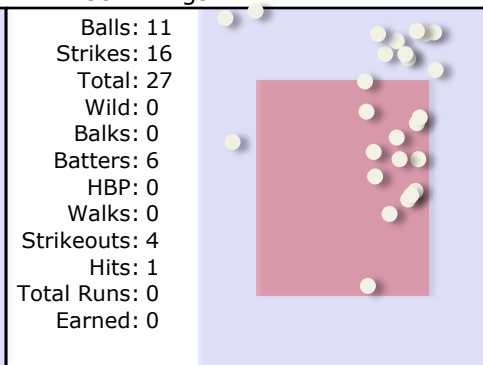 Balls: 11
Strikes: 16
Total: 27
Wild: 0
Balks: 0
Batters: 6
HBP: 0
Walks: 0
Strikeouts: 4
Hits: 1
Total Runs: 0
Earned: 0